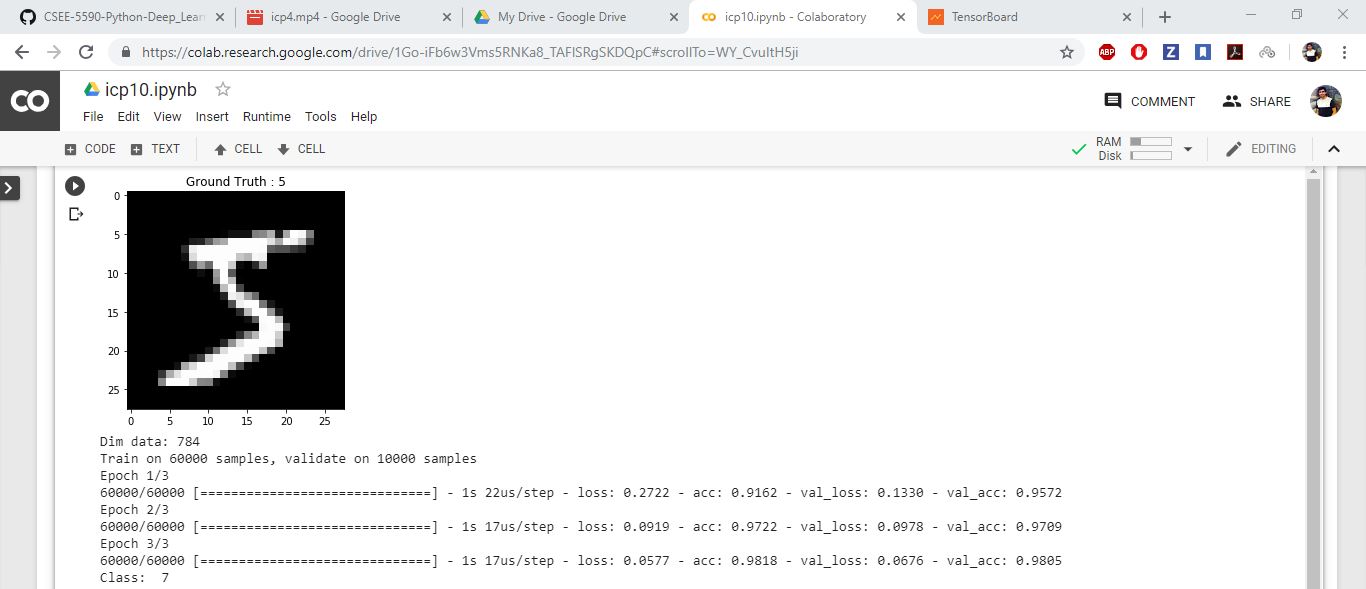 CSEE-5590-Python-Deep_Lear
icp4.mp4 - Google Drive
My Drive - Google Drive
icp10.ipynb - Colaboratory
TensorBoard
https://colab.research.google.com/drive/1Go-iFb6w3Vms5RNKa8_TAFlSRgSKDQpC#scrollTo=WY_CvuItH5ji
ABP
Z
CO icp10.ipynb
File Edit View Insert Runtime Tools Help
COMMENT SHARE
CODE TEXT CELL CELL
RAM
Disk
EDITING
Ground Truth : 5
0
5
10
15
20
25
0 5 10 15 20 25
Dim data: 784
Train on 60000 samples, validate on 10000 samples
Epoch 1/3
60000/60000 [==============================] - 1s 22us/step - loss: 0.2722 - acc: 0.9162 - val_loss: 0.1330 - val_acc: 0.9572
Epoch 2/3
60000/60000 [==============================] - 1s 17us/step - loss: 0.0919 - acc: 0.9722 - val_loss: 0.0978 - val_acc: 0.9709
Epoch 3/3
60000/60000 [==============================] - 1s 17us/step - loss: 0.0577 - acc: 0.9818 - val_loss: 0.0676 - val_acc: 0.9805
Class:  7